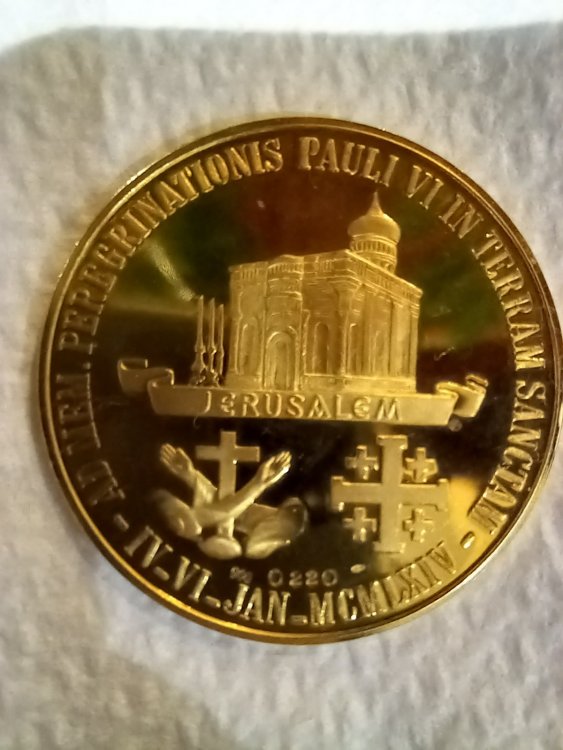 AD MEM. PEREGRINATIONIS PAULI VI IN TERRAM SANCTAM
JERUSALEM
0220
- IV-VI-JAN-MCMLXIV -